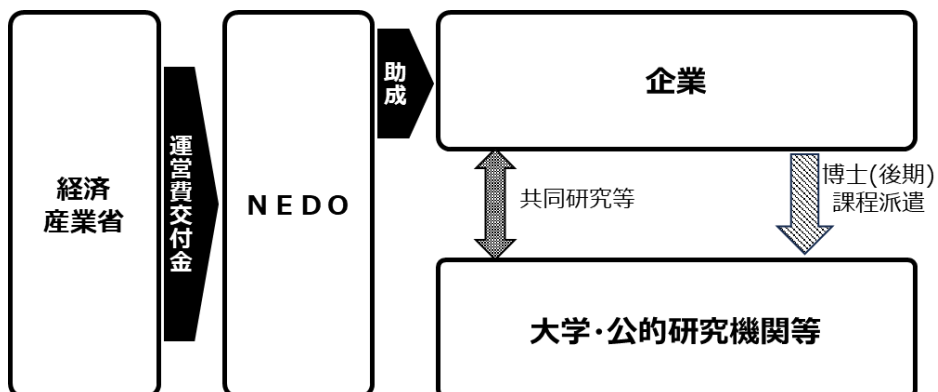 経済
産業省
運営費交付金
ＮＥＤＯ
助成
企業
共同研究等
博士(後期)
課程派遣
大学･公的研究機関等